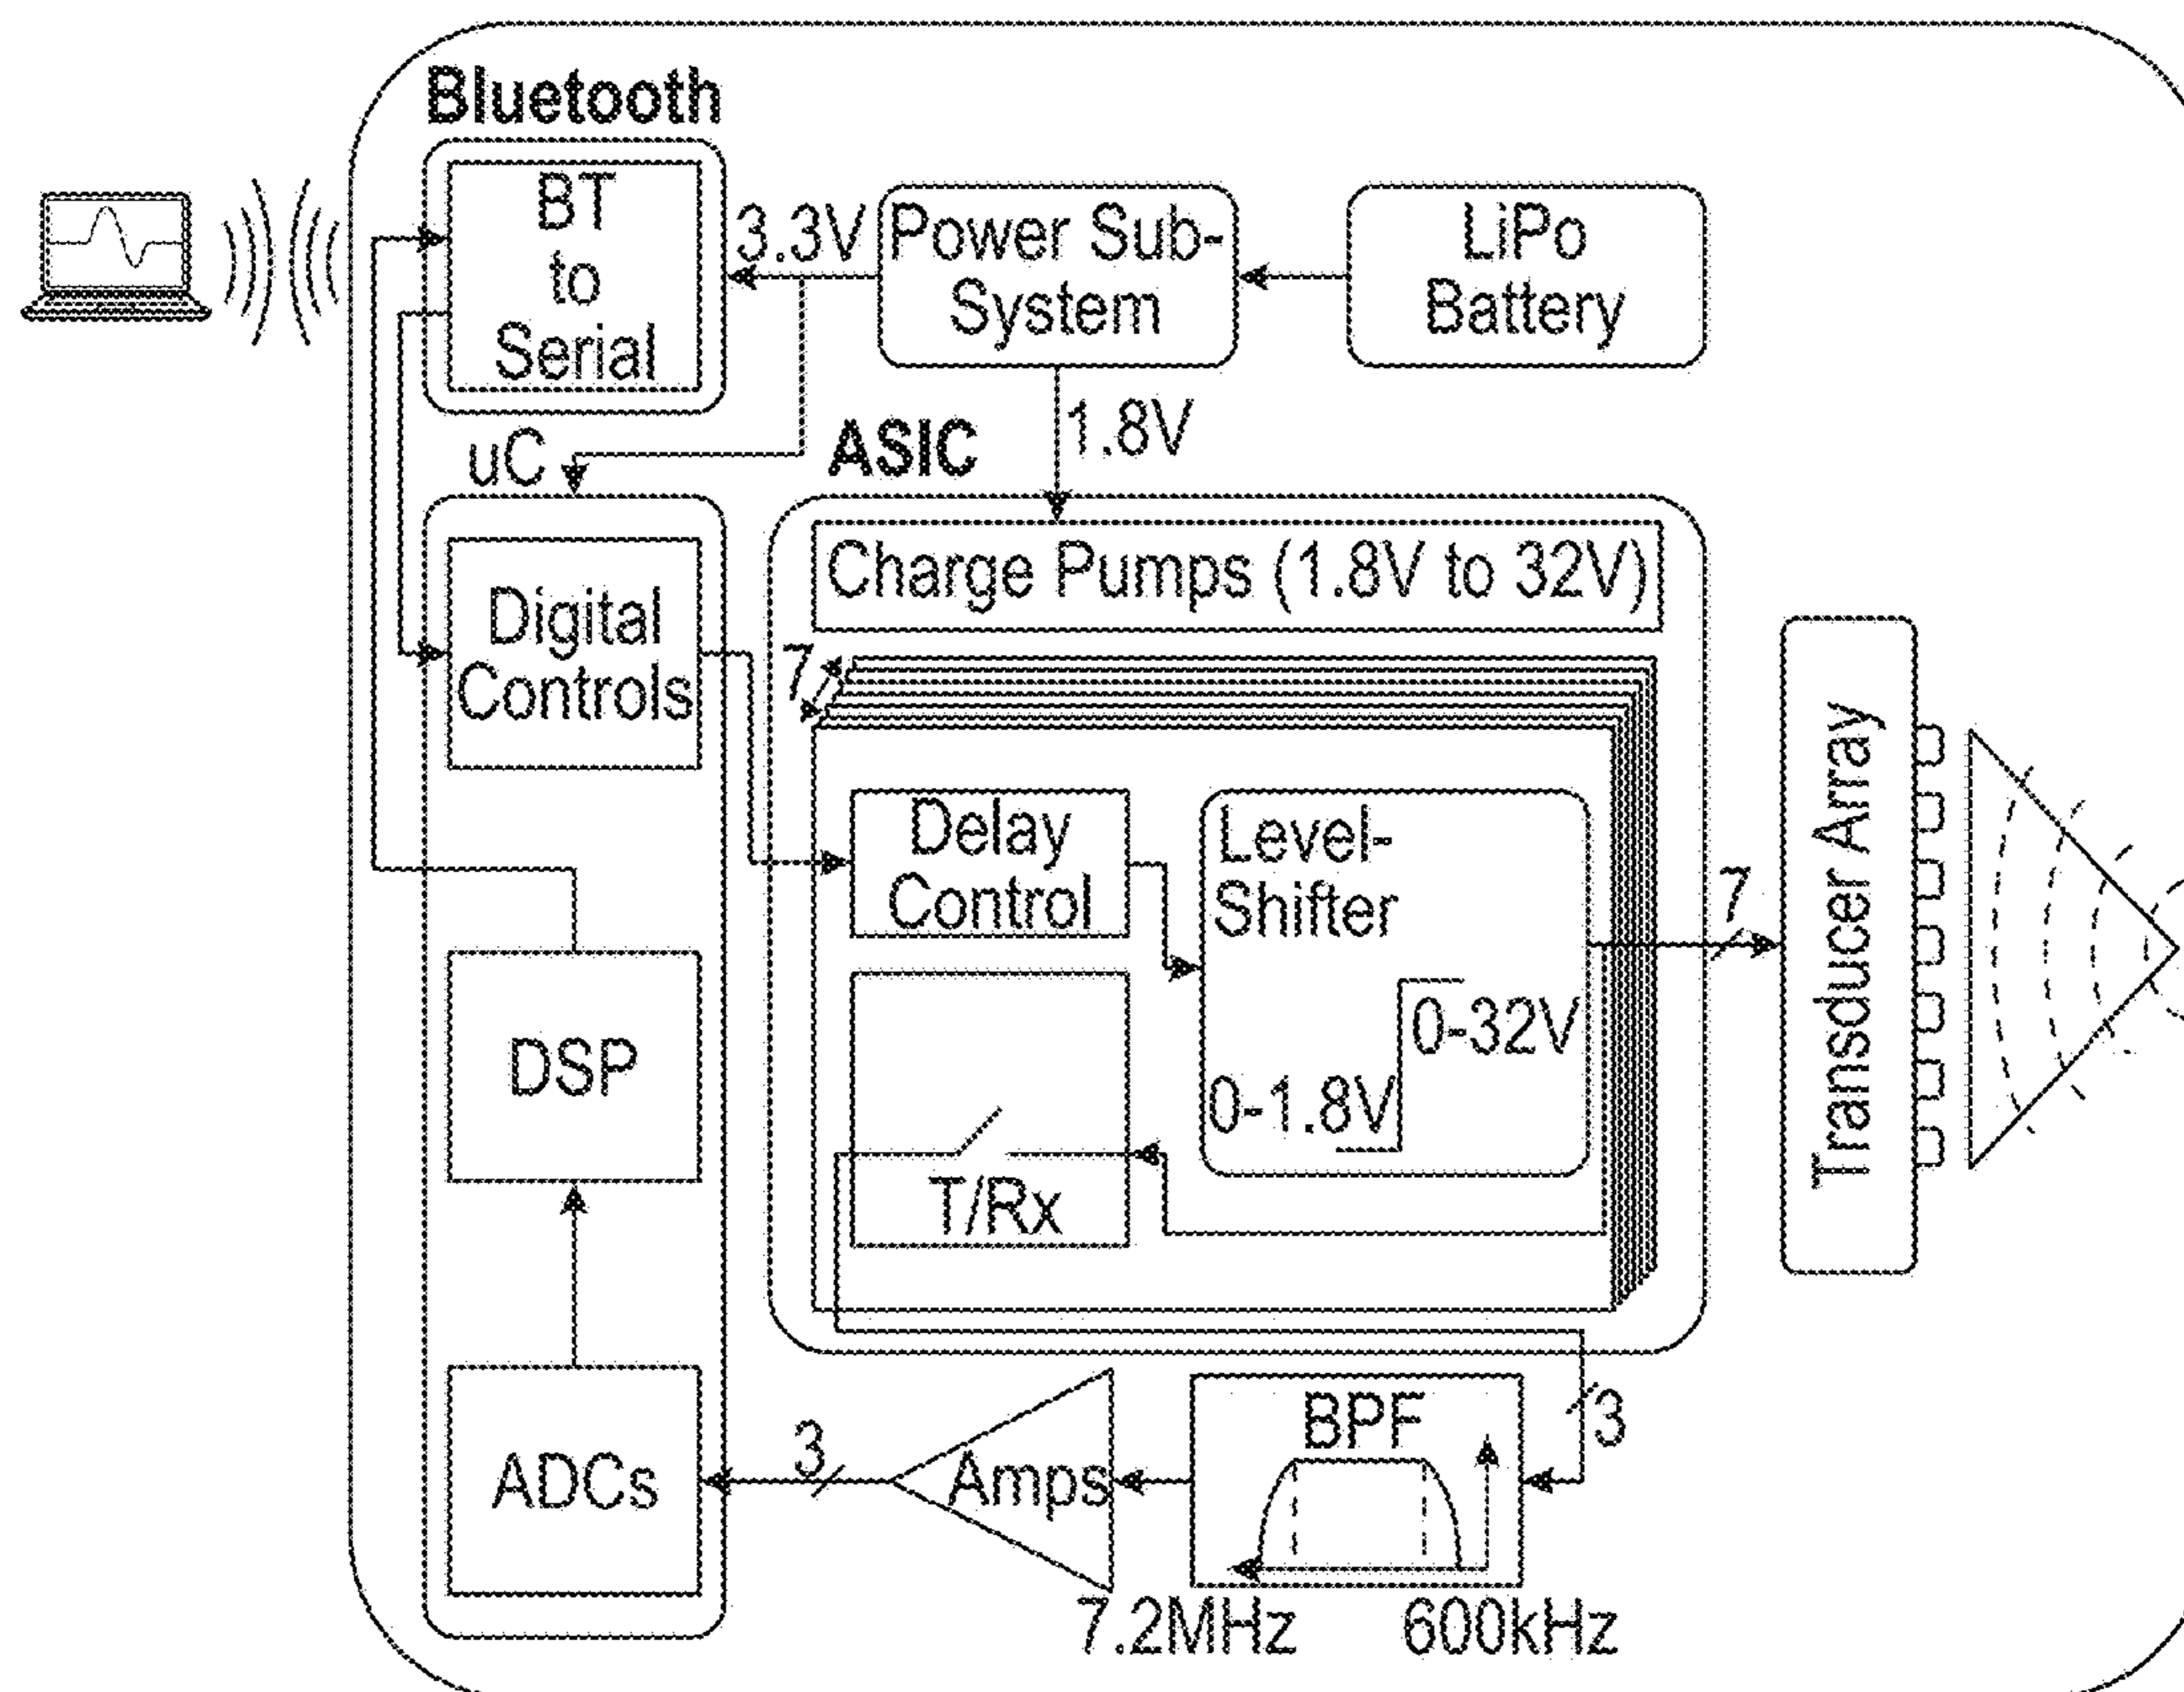 Bluetooth
BT
to
Serial
3.3V
Power Sub-
System
LiPo
Battery
uC
ASIC
1.8V
Charge Pumps (1.8V to 32V)
Digital
Controls
7
Delay
Control
Level-
Shifter
0-32V
0-1.8V
7
Transducer Array
DSP
T/Rx
ADCs
3
Amps
BPF
3
7.2MHz
600kHz